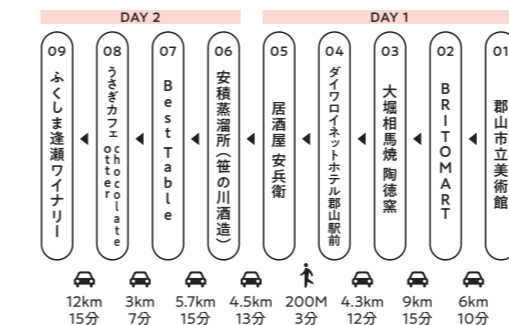 DAY 2
DAY 1
09
ふくしま逢瀬ワイナリー
08
うさぎカフェ chocolate
otter
07
Best Table
06
安積蒸溜所（笹の川酒造）
05
居酒屋 安兵衛
04
ダイワロイネットホテル郡山駅前
03
大堀相馬焼 陶徳窯
02
BRITOMART
01
郡山市立美術館
12km
15分
3km
7分
5.7km
15分
4.5km
13分
200M
3分
4.3km
12分
9km
15分
6km
10分